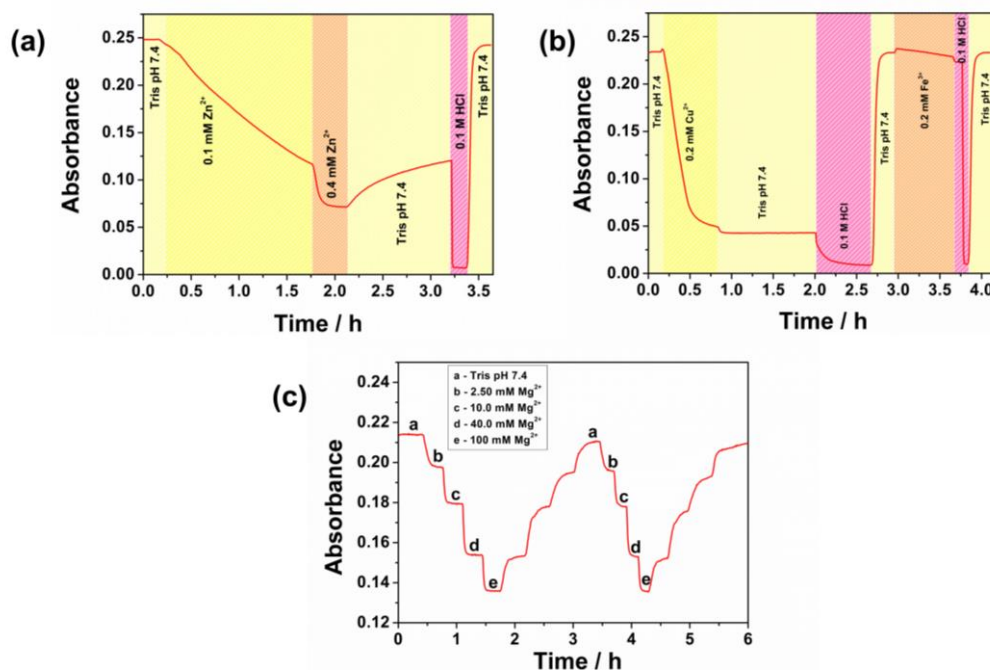 (a)
Absorbance
0.25
0.20
0.15
0.10
0.05
0.00
Tris pH 7.4
0.1 mM Zn²⁺
0.4 mM Zn²⁺
Tris pH 7.4
0.1 M HCl
Tris pH 7.4
0.0 0.5 1.0 1.5 2.0 2.5 3.0 3.5
Time / h
(b)
Absorbance
0.25
0.20
0.15
0.10
0.05
0.00
Tris pH 7.4
0.2 mM Cu²⁺
Tris pH 7.4
0.1 M HCl
Tris pH 7.4
0.2 mM Fe³⁺
0.1 M HCl
Tris pH 7.4
0.0 0.5 1.0 1.5 2.0 2.5 3.0 3.5 4.0
Time / h
(c)
Absorbance
0.24
0.22
0.20
0.18
0.16
0.14
0.12
a - Tris pH 7.4
b - 2.50 mM Mg²⁺
c - 10.0 mM Mg²⁺
d - 40.0 mM Mg²⁺
e - 100 mM Mg²⁺
a
b
c
d
e
a
b
c
d
e
0 1 2 3 4 5 6
Time / h